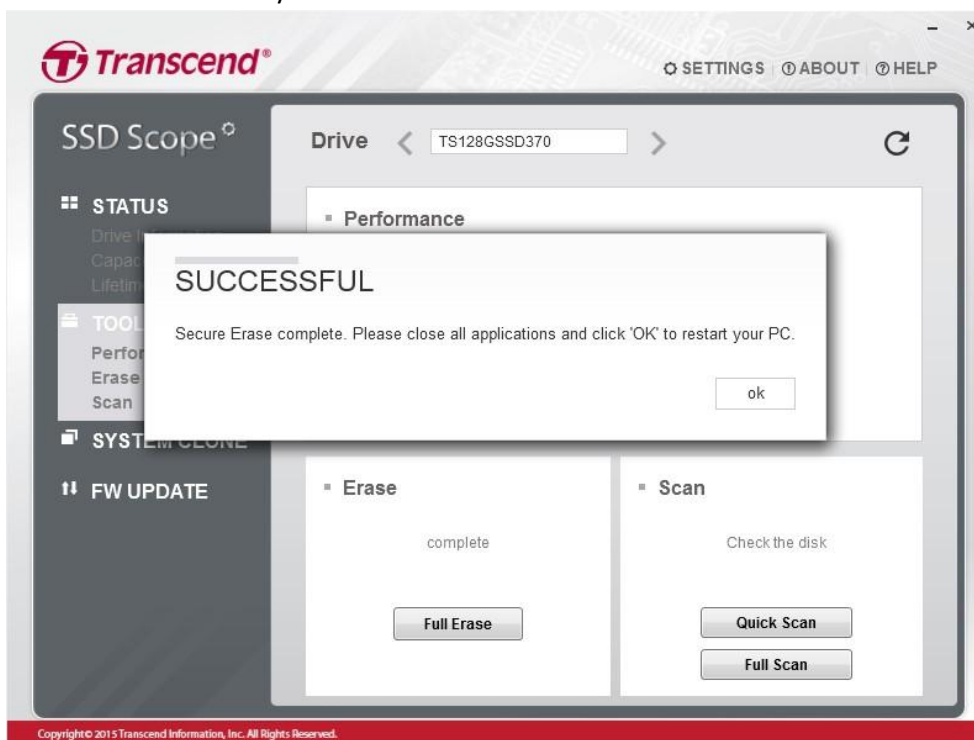 Transcend®
SETTINGS
ABOUT
HELP
SSD Scope
Drive
TS128GSSD370
STATUS
Performance
SUCCESSFUL
Secure Erase complete. Please close all applications and click 'OK' to restart your PC.
ok
Erase
Scan
SYSTEM CLONE
FW UPDATE
Erase
Scan
complete
Check the disk
Full Erase
Quick Scan
Full Scan
Copyright© 2015 Transcend Information, Inc. All Rights Reserved.